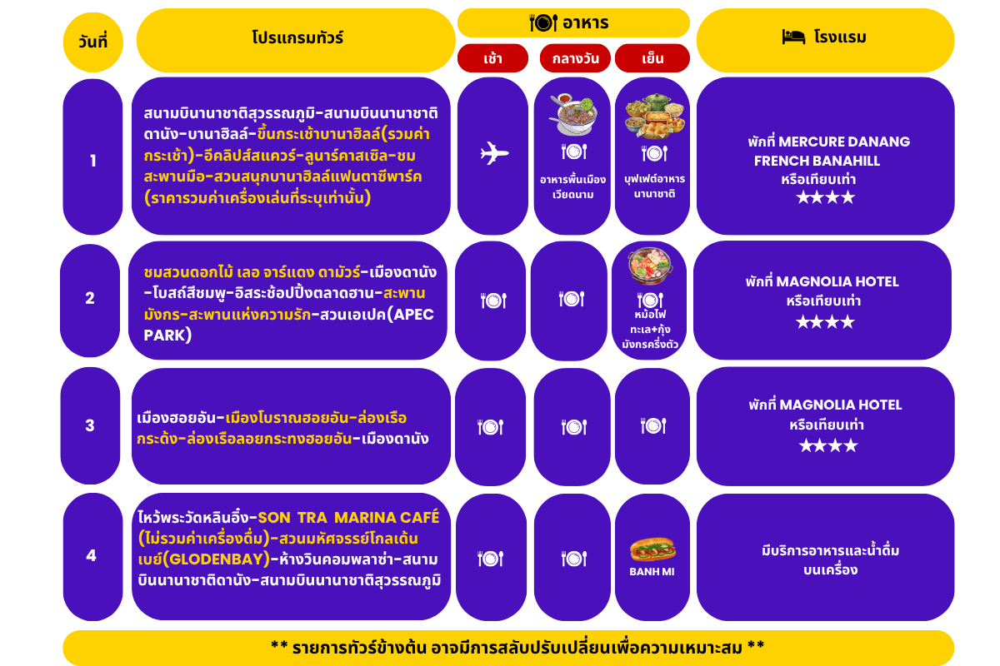 วันที่
โปรแกรมทัวร์
อาหาร
โรงแรม
เช้า
กลางวัน
เย็น
1
สนามบินานาชาติสุวรรณภูมิ-สนามบินนานาชาติ
ดานัง-บานาฮิลล์-ขึ้นกระเช้าบานาฮิลล์(รวมค่า
กระเช้า)-อีคลิปส์สแควร์-ลูนาร์คาสเซิล-ชม
สะพานมือ-สวนสนุกบานาฮิลล์แฟนตาซีพาร์ค
(ราคารวมค่าเครื่องเล่นที่ระบุเท่านั้น)
อาหารพื้นเมือง
เวียดนาม
บุฟเฟต์อาหาร
นานาชาติ
พักที่ MERCURE DANANG
FRENCH BANAHILL
หรือเทียบเท่า
2
ชมสวนดอกไม้ เลอ จาร์แดง ดามัวร์-เมืองดานัง
-โบสถ์สีชมพู-อิสระช้อปปิ้งตลาดฮาน-สะพาน
มังกร-สะพานแห่งความรัก-สวนเอเปค(APEC
PARK)
หม้อไฟ
ทะเล+กุ้ง
มังกรครึ่งตัว
พักที่ MAGNOLIA HOTEL
หรือเทียบเท่า
3
เมืองฮอยอัน-เมืองโบราณฮอยอัน-ล่องเรือ
กระด้ง-ล่องเรือลอยกระทงฮอยอัน-เมืองดานัง
พักที่ MAGNOLIA HOTEL
หรือเทียบเท่า
4
ไหว้พระวัดหลินอึ๋ง-SON TRA MARINA CAFÉ
(ไม่รวมค่าเครื่องดื่ม)-สวนมหัศจรรย์โกลเด้น
เบย์(GLODENBAY)-ห้างวินคอมพลาซ่า-สนาม
บินนานาชาติดานัง-สนามบินนานาชาติสุวรรณภูมิ
BANH MI
มีบริการอาหารและน้ำดื่ม
บนเครื่อง
** รายการทัวร์ข้างต้น อาจมีการสลับปรับเปลี่ยนเพื่อความเหมาะสม **